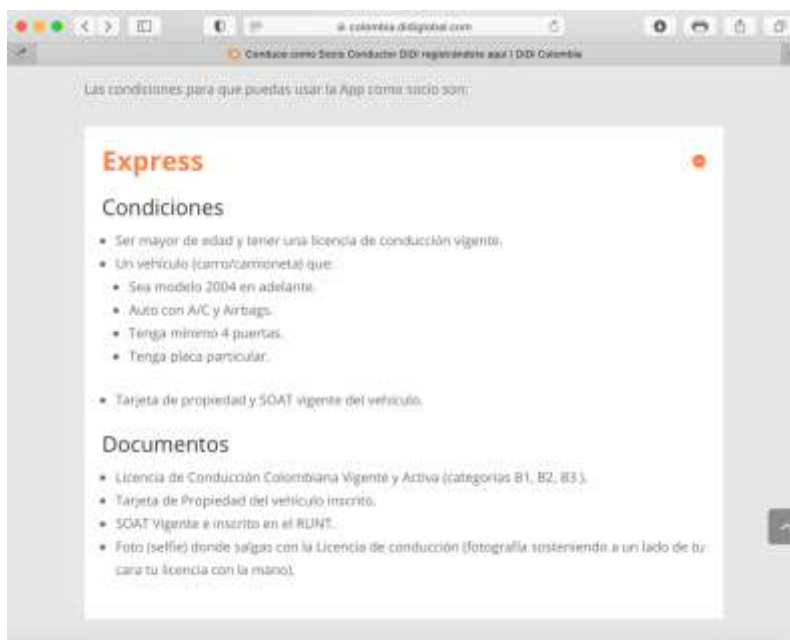 colombia.didiglobal.com
Conduce como Socio Conductor DiDi registrándote aquí | DiDi Colombia
Las condiciones para que puedas usar la App como socio son:
Express
Condiciones
Ser mayor de edad y tener una licencia de conducción vigente.
Un vehículo (carro/camioneta) que:
Sea modelo 2004 en adelante.
Auto con A/C y Airbags.
Tenga mínimo 4 puertas.
Tenga placa particular.
Tarjeta de propiedad y SOAT vigente del vehículo.
Documentos
Licencia de Conducción Colombiana Vigente y Activa (categorías B1, B2, B3 ).
Tarjeta de Propiedad del vehículo inscrito.
SOAT Vigente e inscrito en el RUNT.
Foto (selfie) donde salgas con la Licencia de conducción (fotografía sosteniendo a un lado de tu
cara tu licencia con la mano).